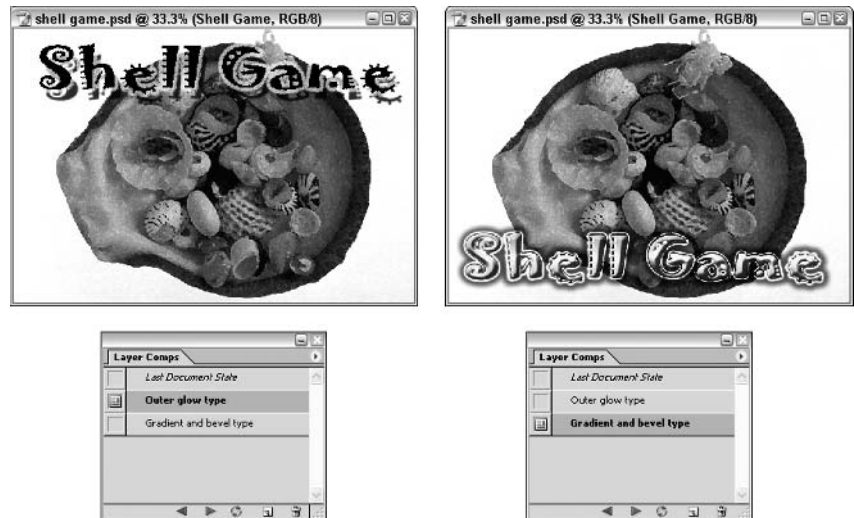 shell game.psd @ 33.3% (Shell Game, RGB/8)
Shell Game
shell game.psd @ 33.3% (Shell Game, RGB/8)
Shell Game
Layer Comps
Last Document State
Outer glow type
Gradient and bevel type
Layer Comps
Last Document State
Outer glow type
Gradient and bevel type